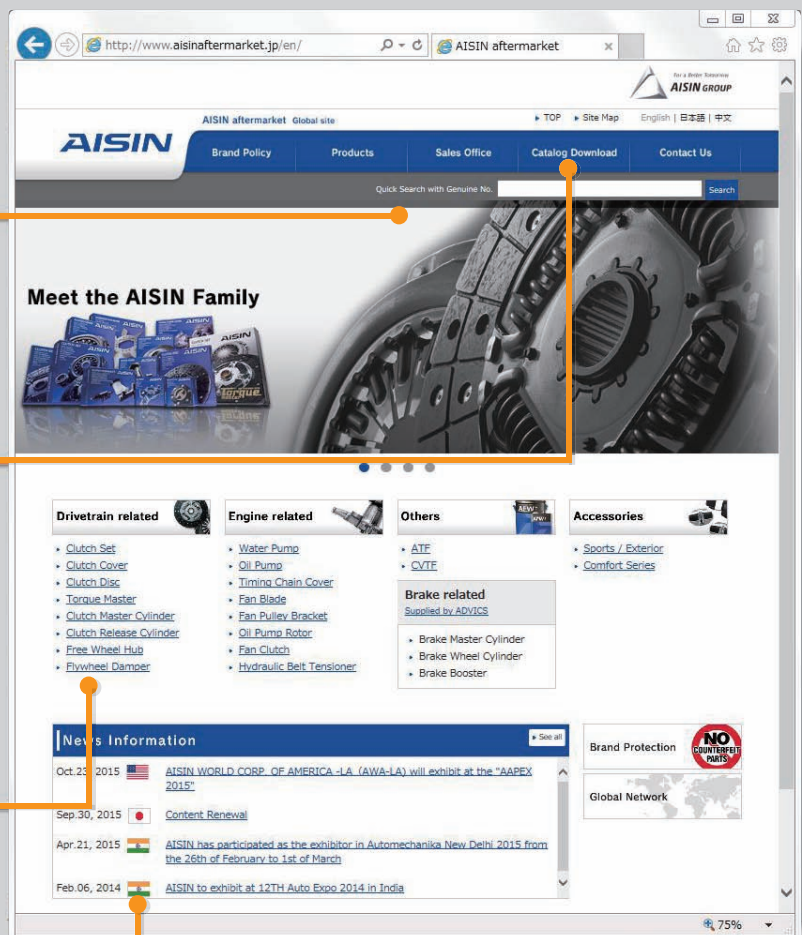 http://www.aisinaftermarket.jp/en/
AISIN aftermarket
for a Better Tomorrow
AISIN GROUP
AISIN aftermarket Global site
TOP Site Map English | 日本語 | 中文
AISIN
Brand Policy Products Sales Office Catalog Download Contact Us
Quick Search with Genuine No. Search
Meet the AISIN Family
AISIN
torque
Drivetrain related
Clutch Set
Clutch Cover
Clutch Disc
Torque Master
Clutch Master Cylinder
Clutch Release Cylinder
Free Wheel Hub
Flywheel Damper
Engine related
Water Pump
Oil Pump
Timing Chain Cover
Fan Blade
Fan Pulley Bracket
Oil Pump Rotor
Fan Clutch
Hydraulic Belt Tensioner
Others
ATF
CVTF
Brake related
Supplied by ADVICS
Brake Master Cylinder
Brake Wheel Cylinder
Brake Booster
Accessories
Sports / Exterior
Comfort Series
News Information
See all
Oct.23, 2015 AISIN WORLD CORP. OF AMERICA -LA (AWA-LA) will exhibit at the "AAPEX
2015"
Sep.30, 2015 Content Renewal
Apr.21, 2015 AISIN has participated as the exhibitor in Automechanika New Delhi 2015 from
the 26th of February to 1st of March
Feb.06, 2014 AISIN to exhibit at 12TH Auto Expo 2014 in India
Brand Protection
NO
COUNTERFEIT
PARTS
Global Network
75%